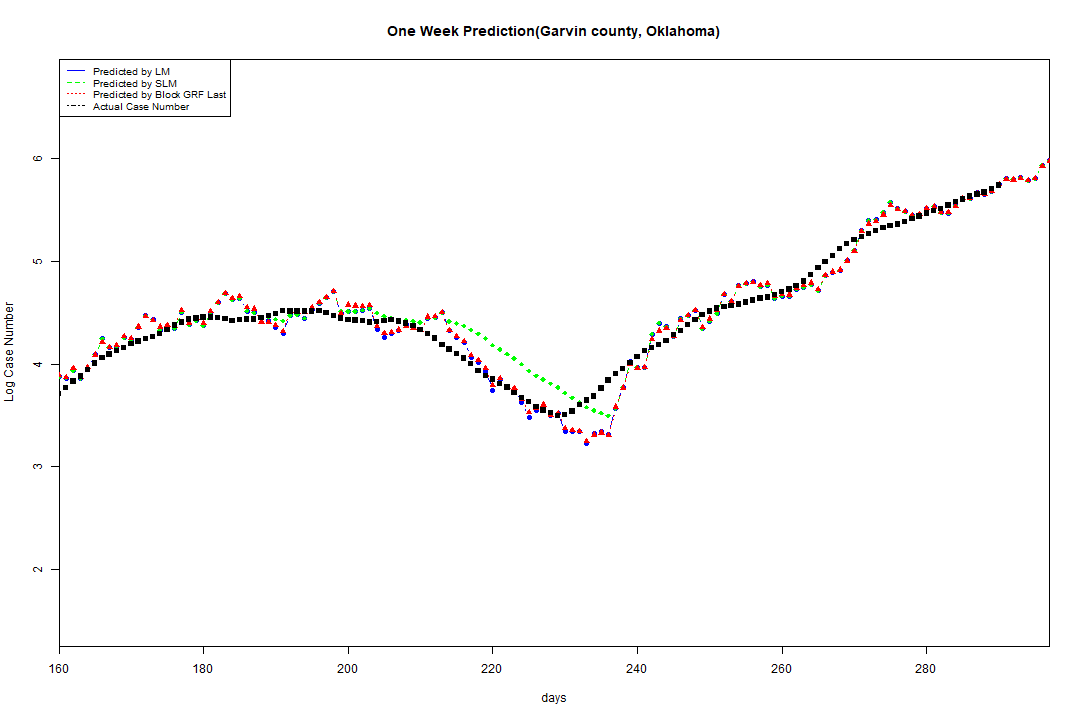 One Week Prediction(Garvin county, Oklahoma)
Predicted by LM
Predicted by SLM
Predicted by Block GRF Last
Actual Case Number
6
5
4
3
2
Log Case Number
160 180 200 220 240 260 280
days